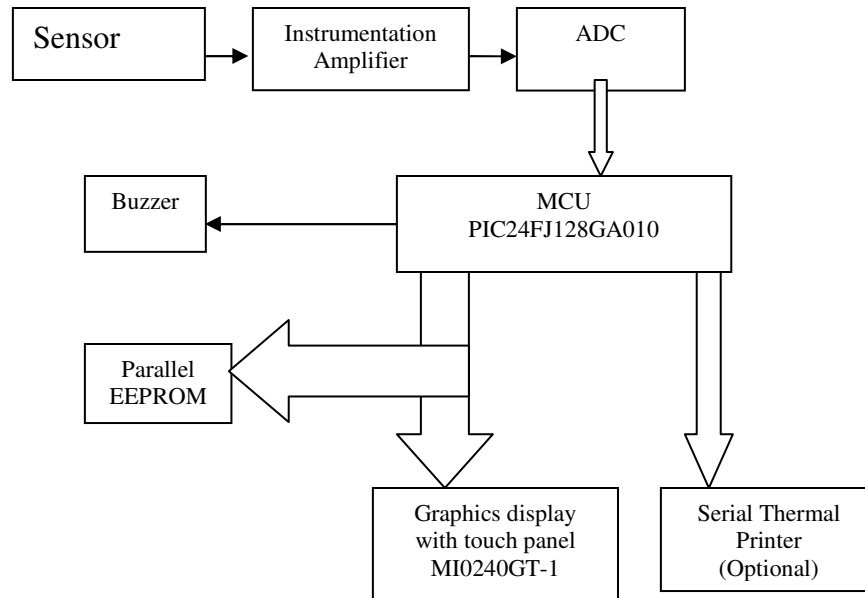 Sensor
Instrumentation
Amplifier
ADC
Buzzer
MCU
PIC24FJ128GA010
Parallel
EEPROM
Graphics display
with touch panel
MI0240GT-1
Serial Thermal
Printer
(Optional)